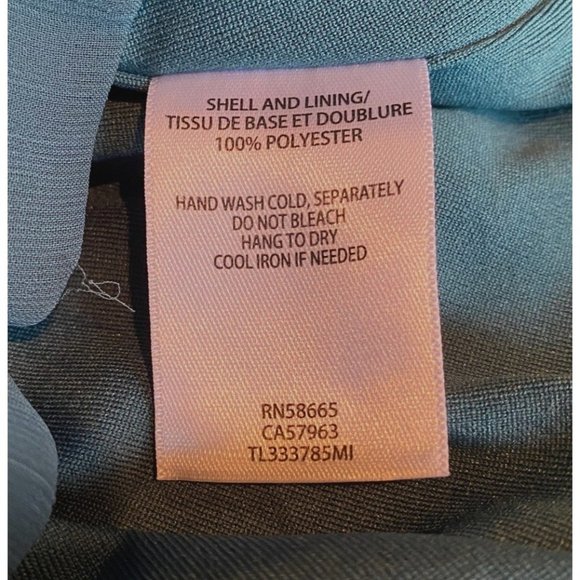 SHELL AND LINING/
TISSU DE BASE ET DOUBLURE
100% POLYESTER
HAND WASH COLD, SEPARATELY
DO NOT BLEACH
HANG TO DRY
COOL IRON IF NEEDED
RN58665
CA57963
TL333785MI